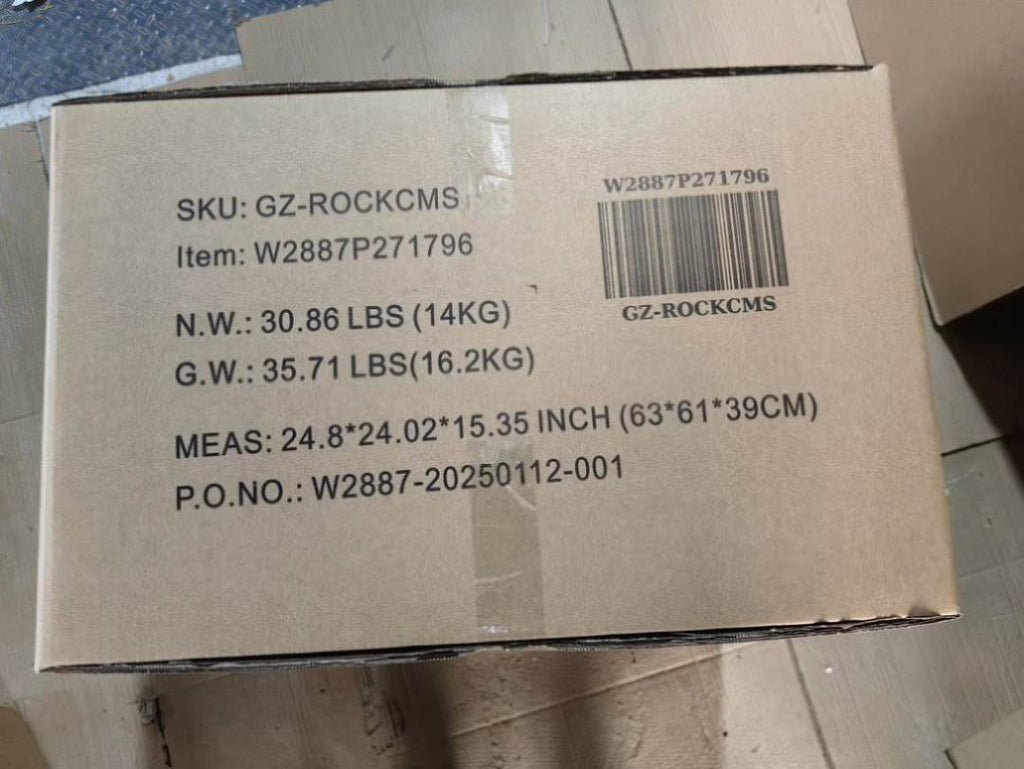 SKU: GZ-ROCKCMS
Item: W2887P271796
N.W.: 30.86 LBS (14KG)
G.W.: 35.71 LBS(16.2KG)
MEAS: 24.8*24.02*15.35 INCH (63*61*39CM)
P.O.NO.: W2887-20250112-001
W2887P271796
GZ-ROCKCMS